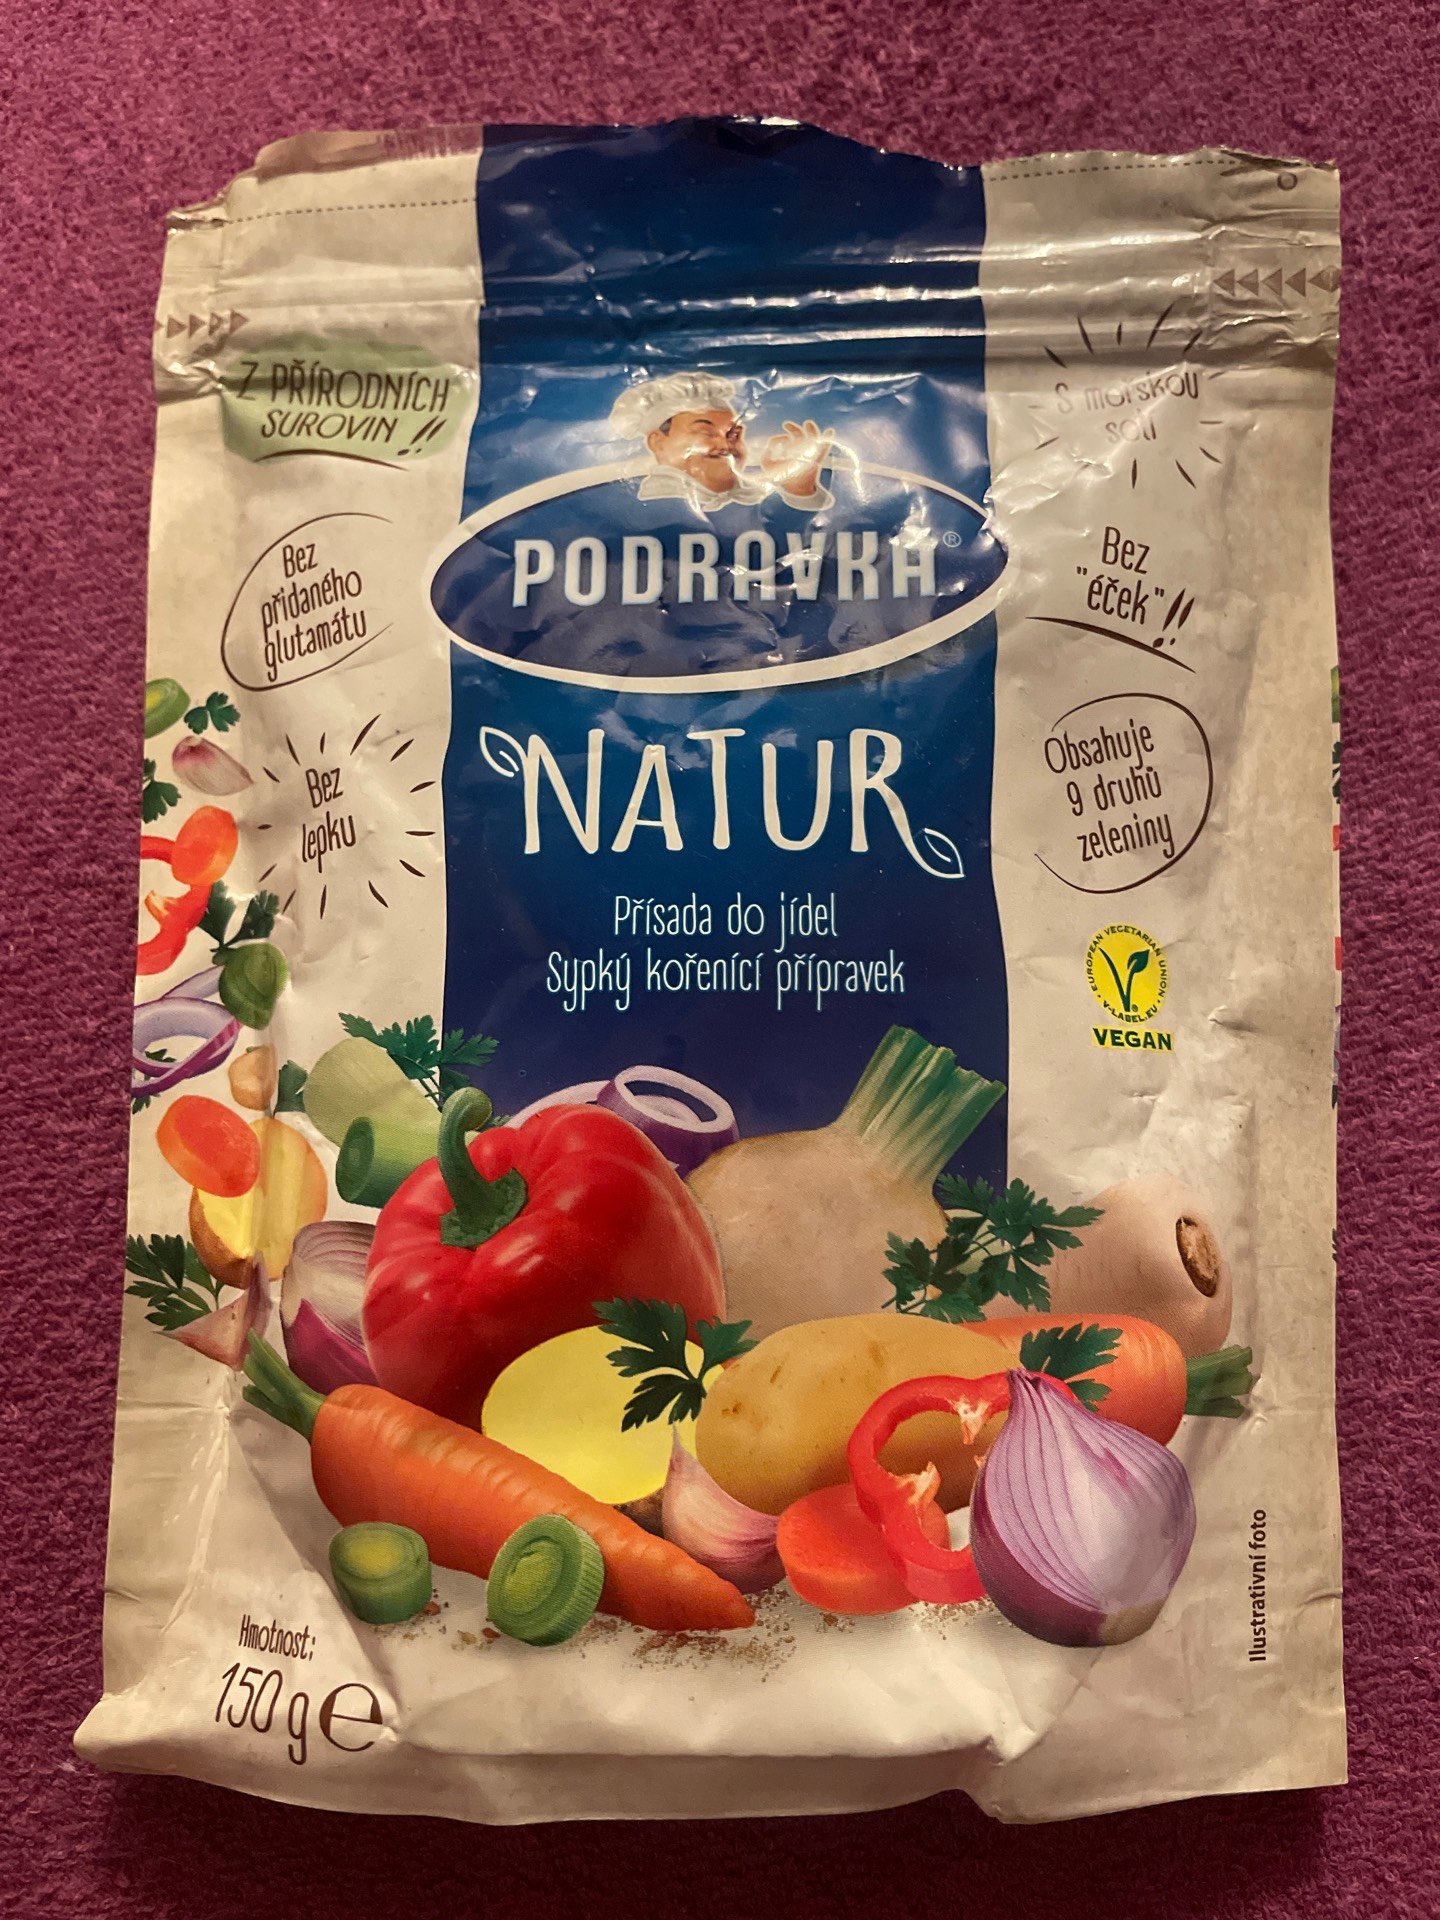 Z PŘÍRODNÍCH
SUROVIN !!
S mořskou
solí
PODRAVKA®
Bez
přidaného
glutamátu
Bez
"éček"!!
NATUR
Bez
lepku
Obsahuje
9 druhů
zeleniny
Přísada do jídel
Sypký kořenící přípravek
EUROPEAN VEGETARIAN UNION
V-LABEL.EU
VEGAN
Hmotnost:
150 g e
Ilustrativní foto